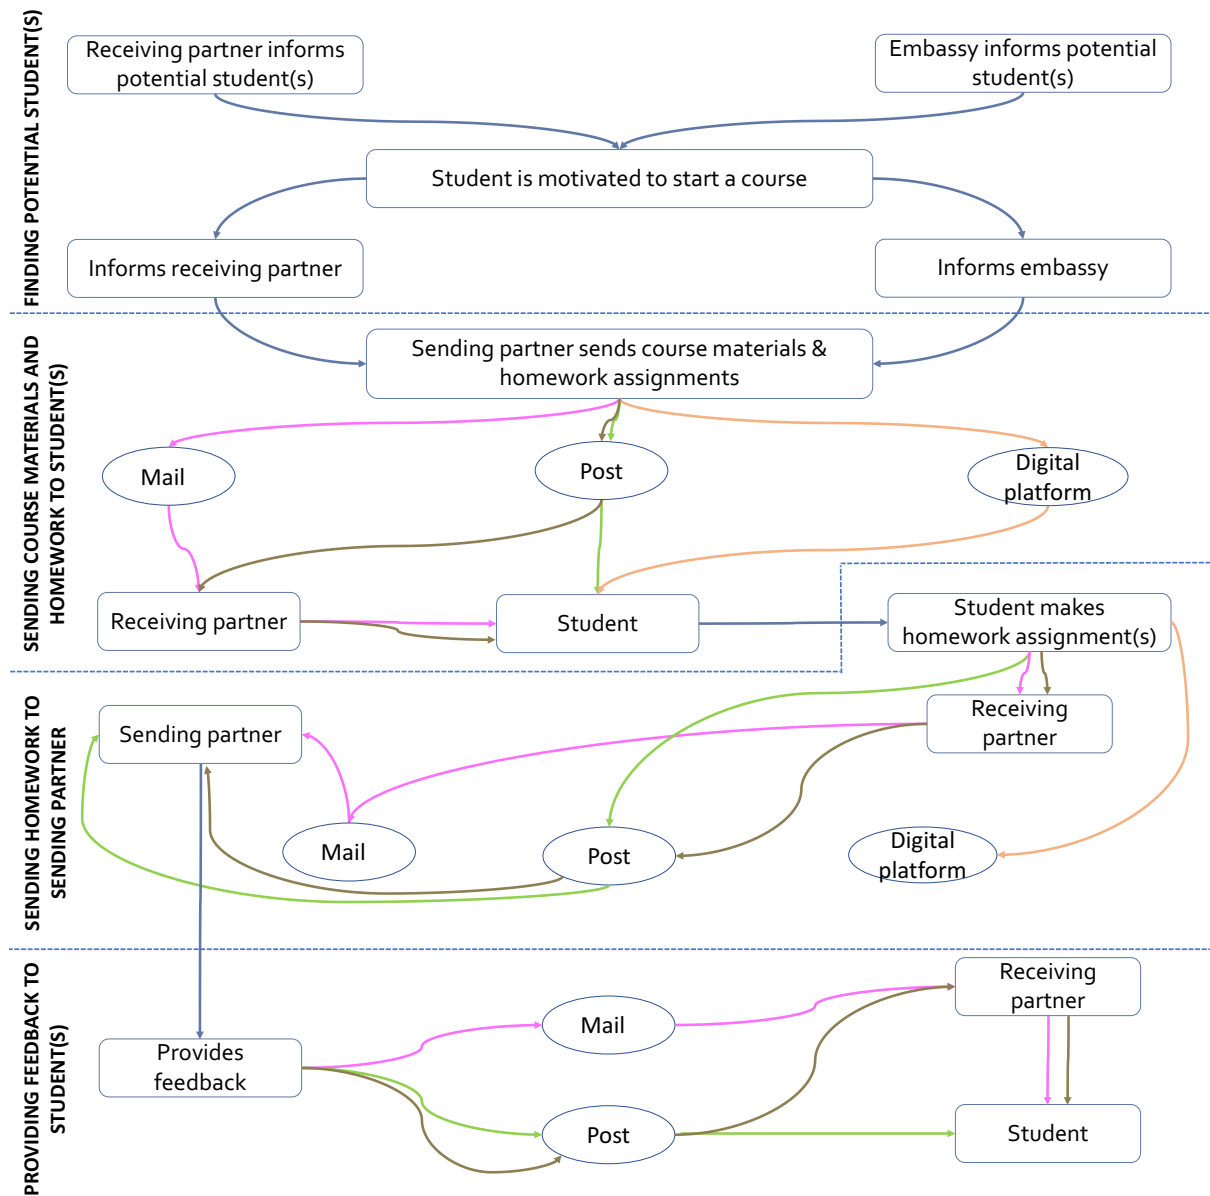 FINDING POTENTIAL STUDENT(S)
Receiving partner informs
potential student(s)
Embassy informs potential
student(s)
Student is motivated to start a course
Informs receiving partner
Informs embassy
SENDING COURSE MATERIALS AND
HOMEWORK TO STUDENT(S)
Sending partner sends course materials &
homework assignments
Mail
Post
Digital
platform
Receiving partner
Student
Student makes
homework assignment(s)
SENDING HOMEWORK TO
SENDING PARTNER
Receiving
partner
Sending partner
Mail
Post
Digital
platform
PROVIDING FEEDBACK TO
STUDENT(S)
Provides
feedback
Mail
Post
Receiving
partner
Student